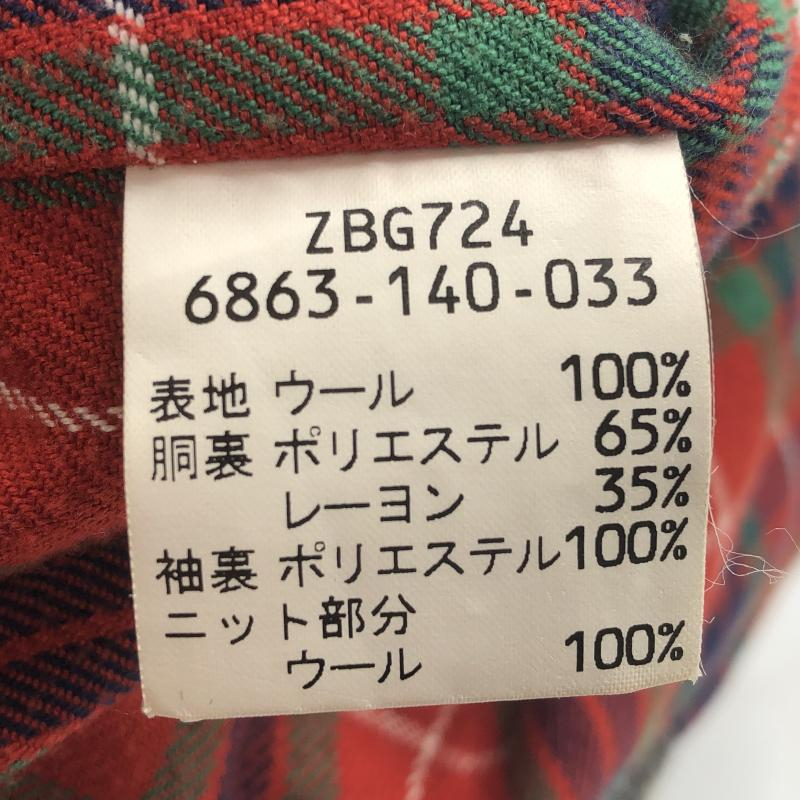 ZBG724
6863-140-033
表地 ウール 100%
胴裏 ポリエステル 65%
レーヨン 35%
袖裏 ポリエステル100%
ニット部分
ウール 100%